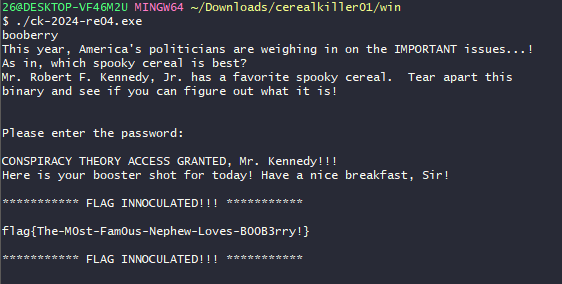 26@DESKTOP-VF46M2U MINGW64 ~/Downloads/cerealkiller01/win
$ ./ck-2024-re04.exe
booberry
This year, America's politicians are weighing in on the IMPORTANT issues...!
As in, which spooky cereal is best?
Mr. Robert F. Kennedy, Jr. has a favorite spooky cereal.  Tear apart this
binary and see if you can figure out what it is!
Please enter the password:
CONSPIRACY THEORY ACCESS GRANTED, Mr. Kennedy!!!
Here is your booster shot for today! Have a nice breakfast, Sir!
*********** FLAG INNOCULATED!!! ***********
flag{The-M0st-Fam0us-Nephew-Loves-B00B3rry!}
*********** FLAG INNOCULATED!!! ***********